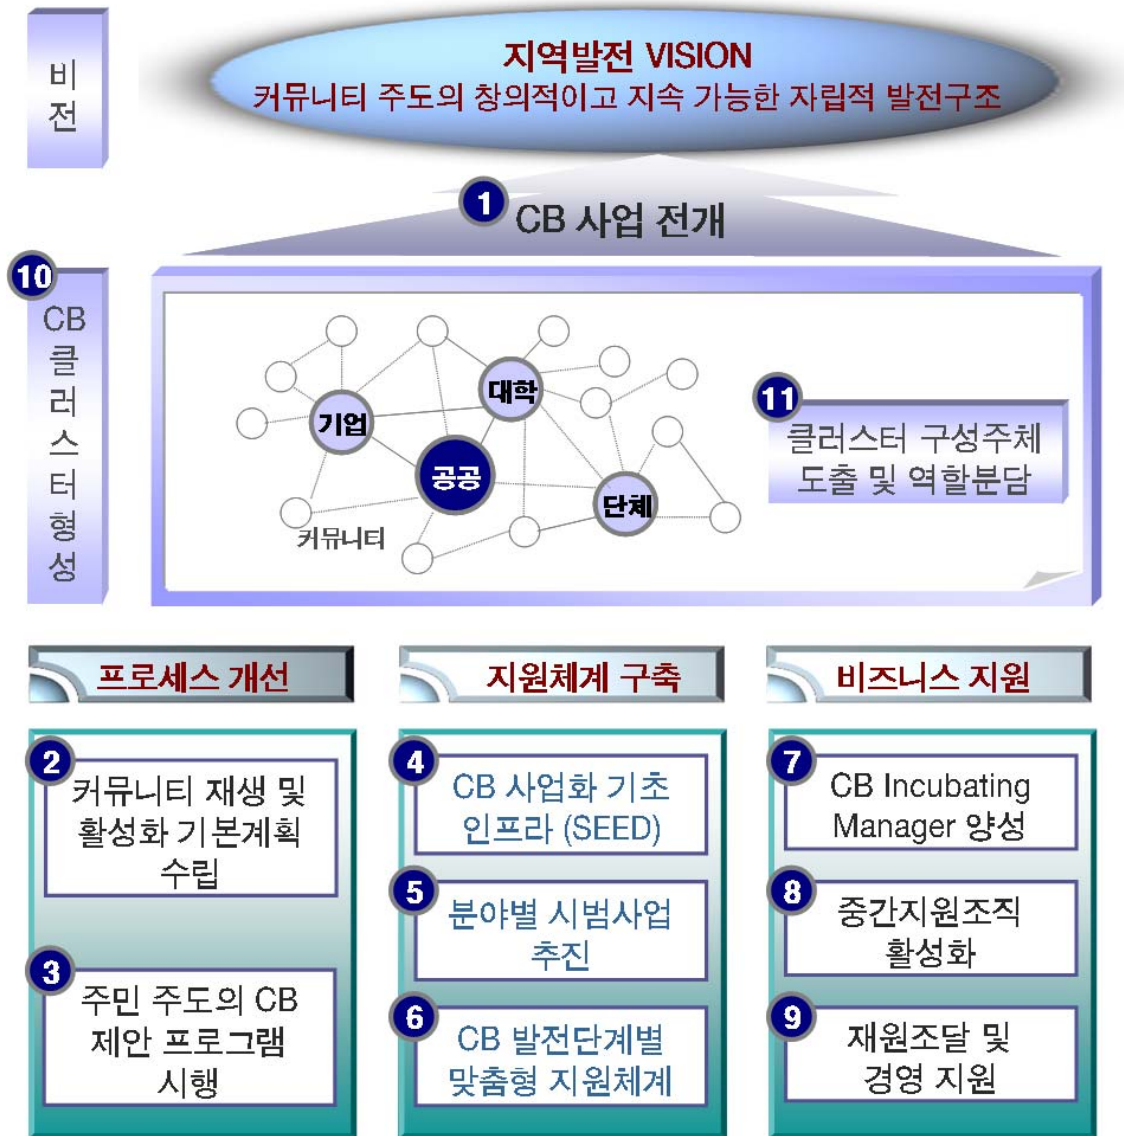 비
전
지역발전 VISION
커뮤니티 주도의 창의적이고 지속 가능한 자립적 발전구조
1
CB 사업 전개
10
CB
클
러
스
터
형
성
기업
대학
공공
단체
커뮤니티
11
클러스터 구성주체
도출 및 역할분담
프로세스 개선
2
커뮤니티 재생 및
활성화 기본계획
수립
3
주민 주도의 CB
제안 프로그램
시행
지원체계 구축
4
CB 사업화 기초
인프라 (SEED)
5
분야별 시범사업
추진
6
CB 발전단계별
맞춤형 지원체계
비즈니스 지원
7
CB Incubating
Manager 양성
8
중간지원조직
활성화
9
재원조달 및
경영 지원